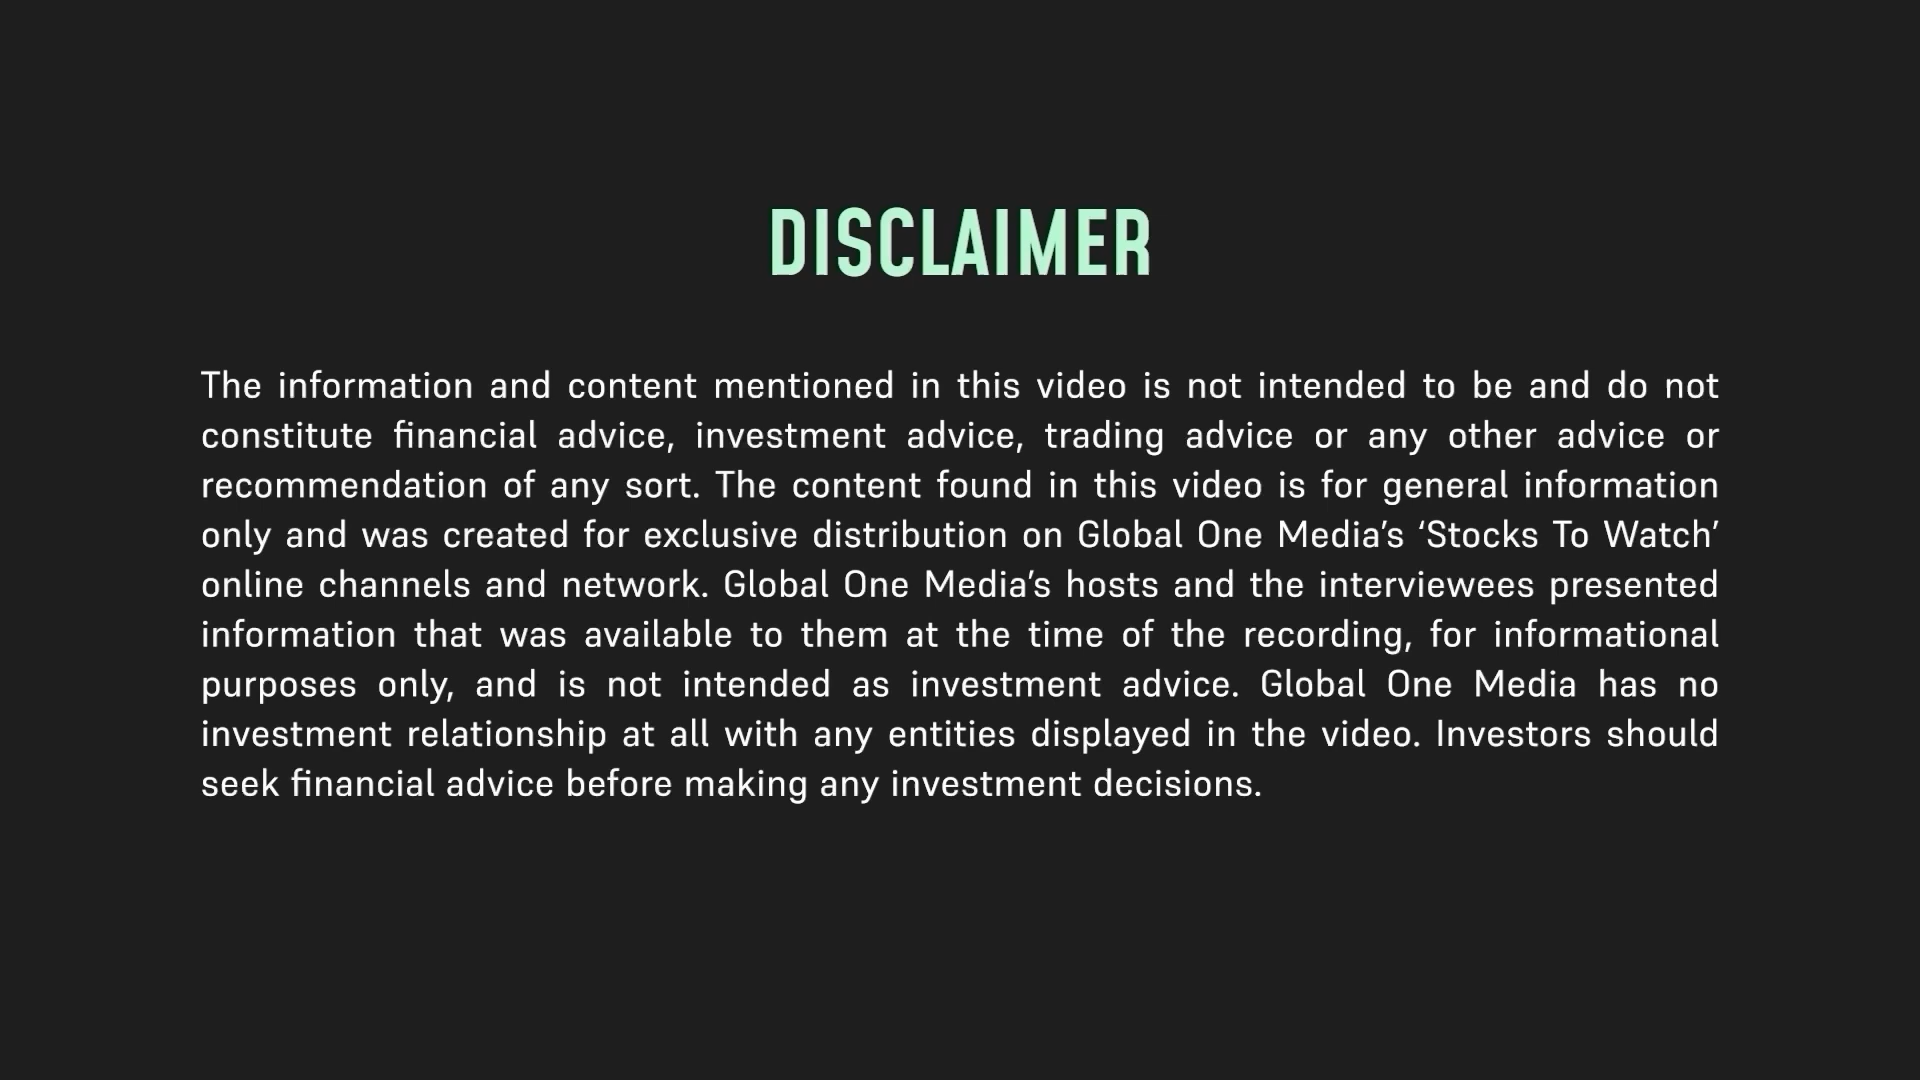 DISCLAIMER
The information and content mentioned in this video is not intended to be and do not
constitute financial advice, investment advice, trading advice or any other advice or
recommendation of any sort. The content found in this video is for general information
only and was created for exclusive distribution on Global One Media’s ‘Stocks To Watch’
online channels and network. Global One Media’s hosts and the interviewees presented
information that was available to them at the time of the recording, for informational
purposes only, and is not intended as investment advice. Global One Media has no
investment relationship at all with any entities displayed in the video. Investors should
seek financial advice before making any investment decisions.